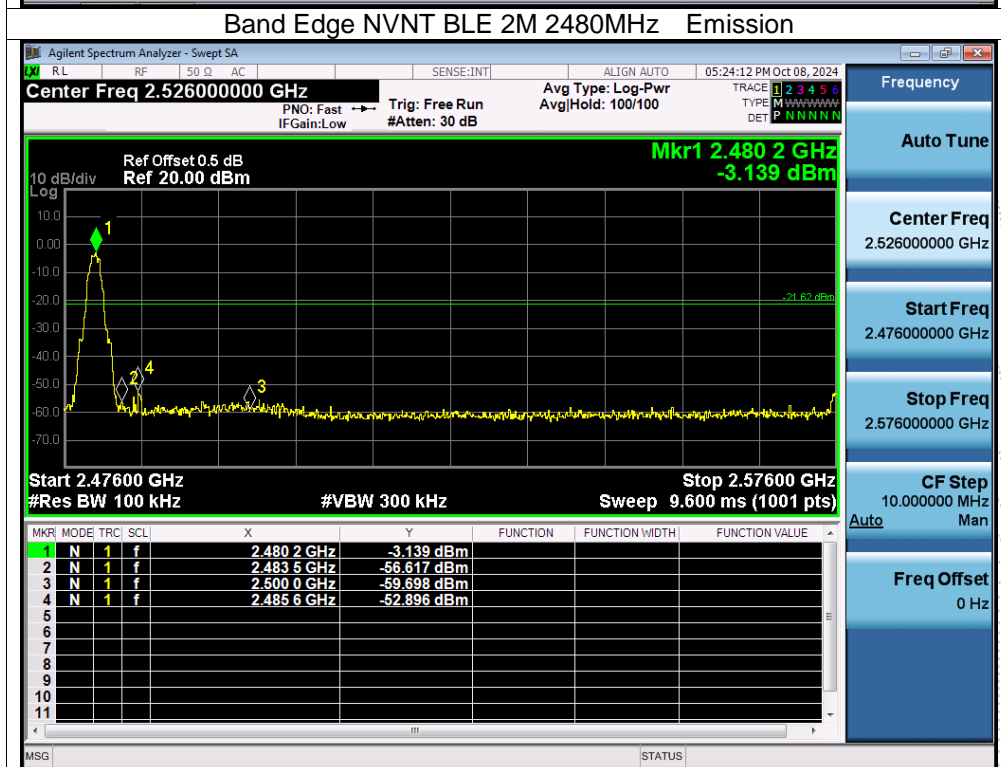 Band Edge NVNT BLE 2M 2480MHz Emission
Agilent Spectrum Analyzer - Swept SA
LXI RL RF 50 Ω AC SENSE:INT ALIGN AUTO 05:24:12 PM Oct 08, 2024
Center Freq 2.526000000 GHz
PNO: Fast
IFGain:Low
Trig: Free Run
#Atten: 30 dB
Avg Type: Log-Pwr
Avg|Hold: 100/100
TRACE 1 2 3 4 5 6
TYPE M WWWWW
DET P N N N N N
Frequency
Auto Tune
Center Freq
2.526000000 GHz
Start Freq
2.476000000 GHz
Stop Freq
2.576000000 GHz
CF Step
10.000000 MHz
Auto Man
Freq Offset
0 Hz
Mkr1 2.480 2 GHz
-3.139 dBm
Ref Offset 0.5 dB
10 dB/div Ref 20.00 dBm
Log
10.0
0.00
-10.0
-20.0
-30.0
-40.0
-50.0
-60.0
-70.0
1
2
4
3
-21.62 dBm
Start 2.47600 GHz Stop 2.57600 GHz
#Res BW 100 kHz #VBW 300 kHz Sweep 9.600 ms (1001 pts)
MKR MODE TRC SCL X Y FUNCTION FUNCTION WIDTH FUNCTION VALUE
1 N 1 f 2.480 2 GHz -3.139 dBm
2 N 1 f 2.483 5 GHz -56.617 dBm
3 N 1 f 2.500 0 GHz -59.698 dBm
4 N 1 f 2.485 6 GHz -52.896 dBm
5
6
7
8
9
10
11
MSG STATUS